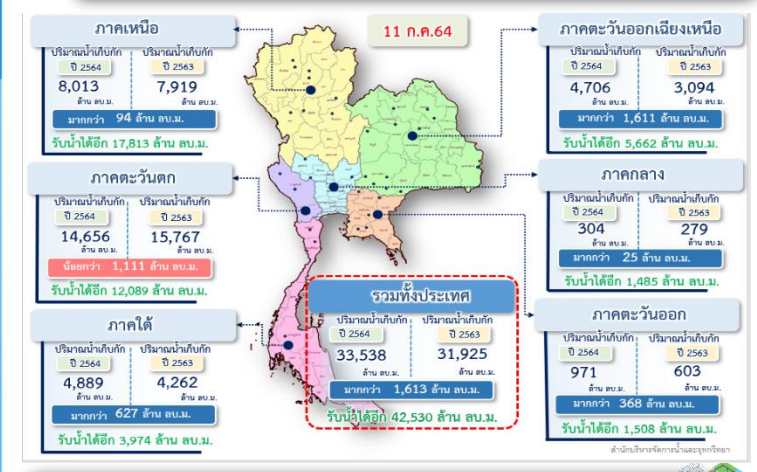 11 ก.ค.64
ภาคเหนือ
ปริมาณน้ำเก็บกัก ปริมาณน้ำเก็บกัก
ปี 2564 ปี 2563
8,013 7,919
ล้าน ลบ.ม. ล้าน ลบ.ม.
มากกว่า 94 ล้าน ลบ.ม.
รับน้ำได้อีก 17,813 ล้าน ลบ.ม.
ภาคตะวันออกเฉียงเหนือ
ปริมาณน้ำเก็บกัก ปริมาณน้ำเก็บกัก
ปี 2564 ปี 2563
4,706 3,094
ล้าน ลบ.ม. ล้าน ลบ.ม.
มากกว่า 1,611 ล้าน ลบ.ม.
รับน้ำได้อีก 5,662 ล้าน ลบ.ม.
ภาคตะวันตก
ปริมาณน้ำเก็บกัก ปริมาณน้ำเก็บกัก
ปี 2564 ปี 2563
14,656 15,767
ล้าน ลบ.ม. ล้าน ลบ.ม.
น้อยกว่า 1,111 ล้าน ลบ.ม.
รับน้ำได้อีก 12,089 ล้าน ลบ.ม.
ภาคกลาง
ปริมาณน้ำเก็บกัก ปริมาณน้ำเก็บกัก
ปี 2564 ปี 2563
304 279
ล้าน ลบ.ม. ล้าน ลบ.ม.
มากกว่า 25 ล้าน ลบ.ม.
รับน้ำได้อีก 1,485 ล้าน ลบ.ม.
ภาคใต้
ปริมาณน้ำเก็บกัก ปริมาณน้ำเก็บกัก
ปี 2564 ปี 2563
4,889 4,262
ล้าน ลบ.ม. ล้าน ลบ.ม.
มากกว่า 627 ล้าน ลบ.ม.
รับน้ำได้อีก 3,974 ล้าน ลบ.ม.
รวมทั้งประเทศ
ปริมาณน้ำเก็บกัก ปริมาณน้ำเก็บกัก
ปี 2564 ปี 2563
33,538 31,925
ล้าน ลบ.ม. ล้าน ลบ.ม.
มากกว่า 1,613 ล้าน ลบ.ม.
รับน้ำได้อีก 42,530 ล้าน ลบ.ม.
ภาคตะวันออก
ปริมาณน้ำเก็บกัก ปริมาณน้ำเก็บกัก
ปี 2564 ปี 2563
971 603
ล้าน ลบ.ม. ล้าน ลบ.ม.
มากกว่า 368 ล้าน ลบ.ม.
รับน้ำได้อีก 1,508 ล้าน ลบ.ม.
สำนักบริหารจัดการน้ำและอุทกวิทยา